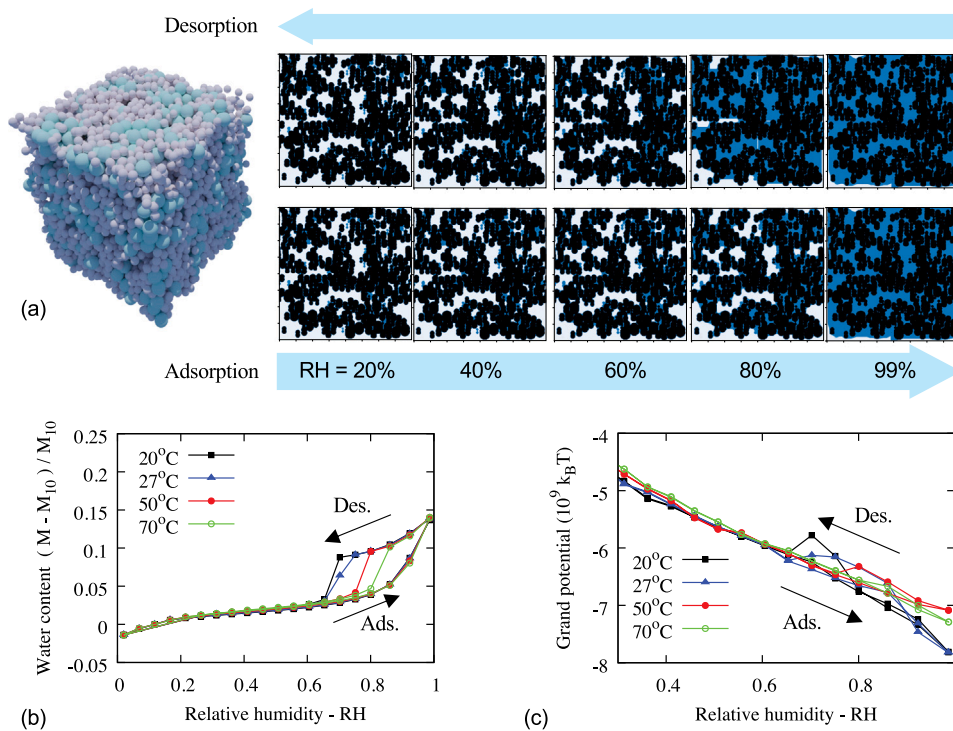 Desorption
(a)
Adsorption
RH = 20%
40%
60%
80%
99%
0.25
0.2
0.15
0.1
0.05
0
-0.05
Water content ( M - M10 ) / M10
20°C
27°C
50°C
70°C
Des.
Ads.
0
0.2
0.4
0.6
0.8
1
(b)
Relative humidity - RH
-4
-5
-6
-7
-8
Grand potential (10⁹ kBT)
Des.
20°C
27°C
50°C
70°C
Ads.
0.4
0.6
0.8
(c)
Relative humidity - RH